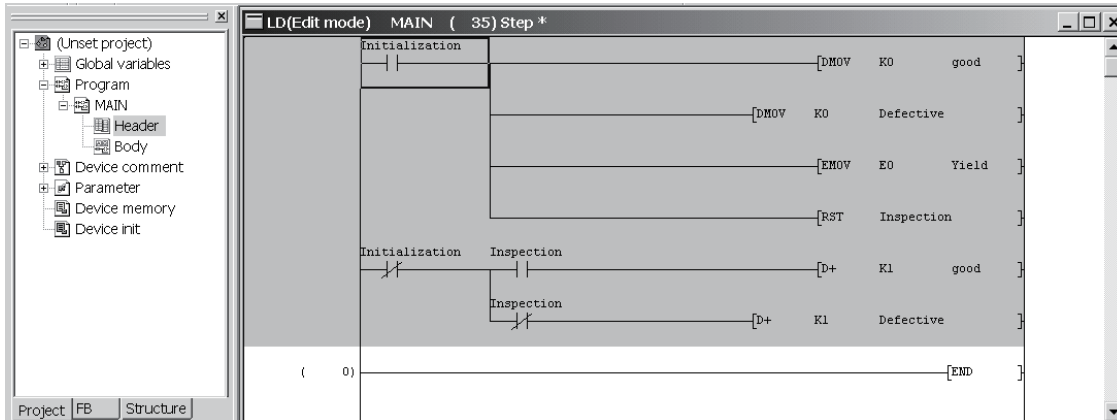 LD(Edit mode) MAIN ( 35) Step *
(Unset project)
Global variables
Program
MAIN
Header
Body
Device comment
Parameter
Device memory
Device init
Project FB Structure
Initialization
[DMOV K0 good ]
[DMOV K0 Defective ]
[EMOV E0 Yield ]
[RST Inspection ]
Initialization Inspection
[D+ K1 good ]
Inspection
[D+ K1 Defective ]
( 0) [END ]